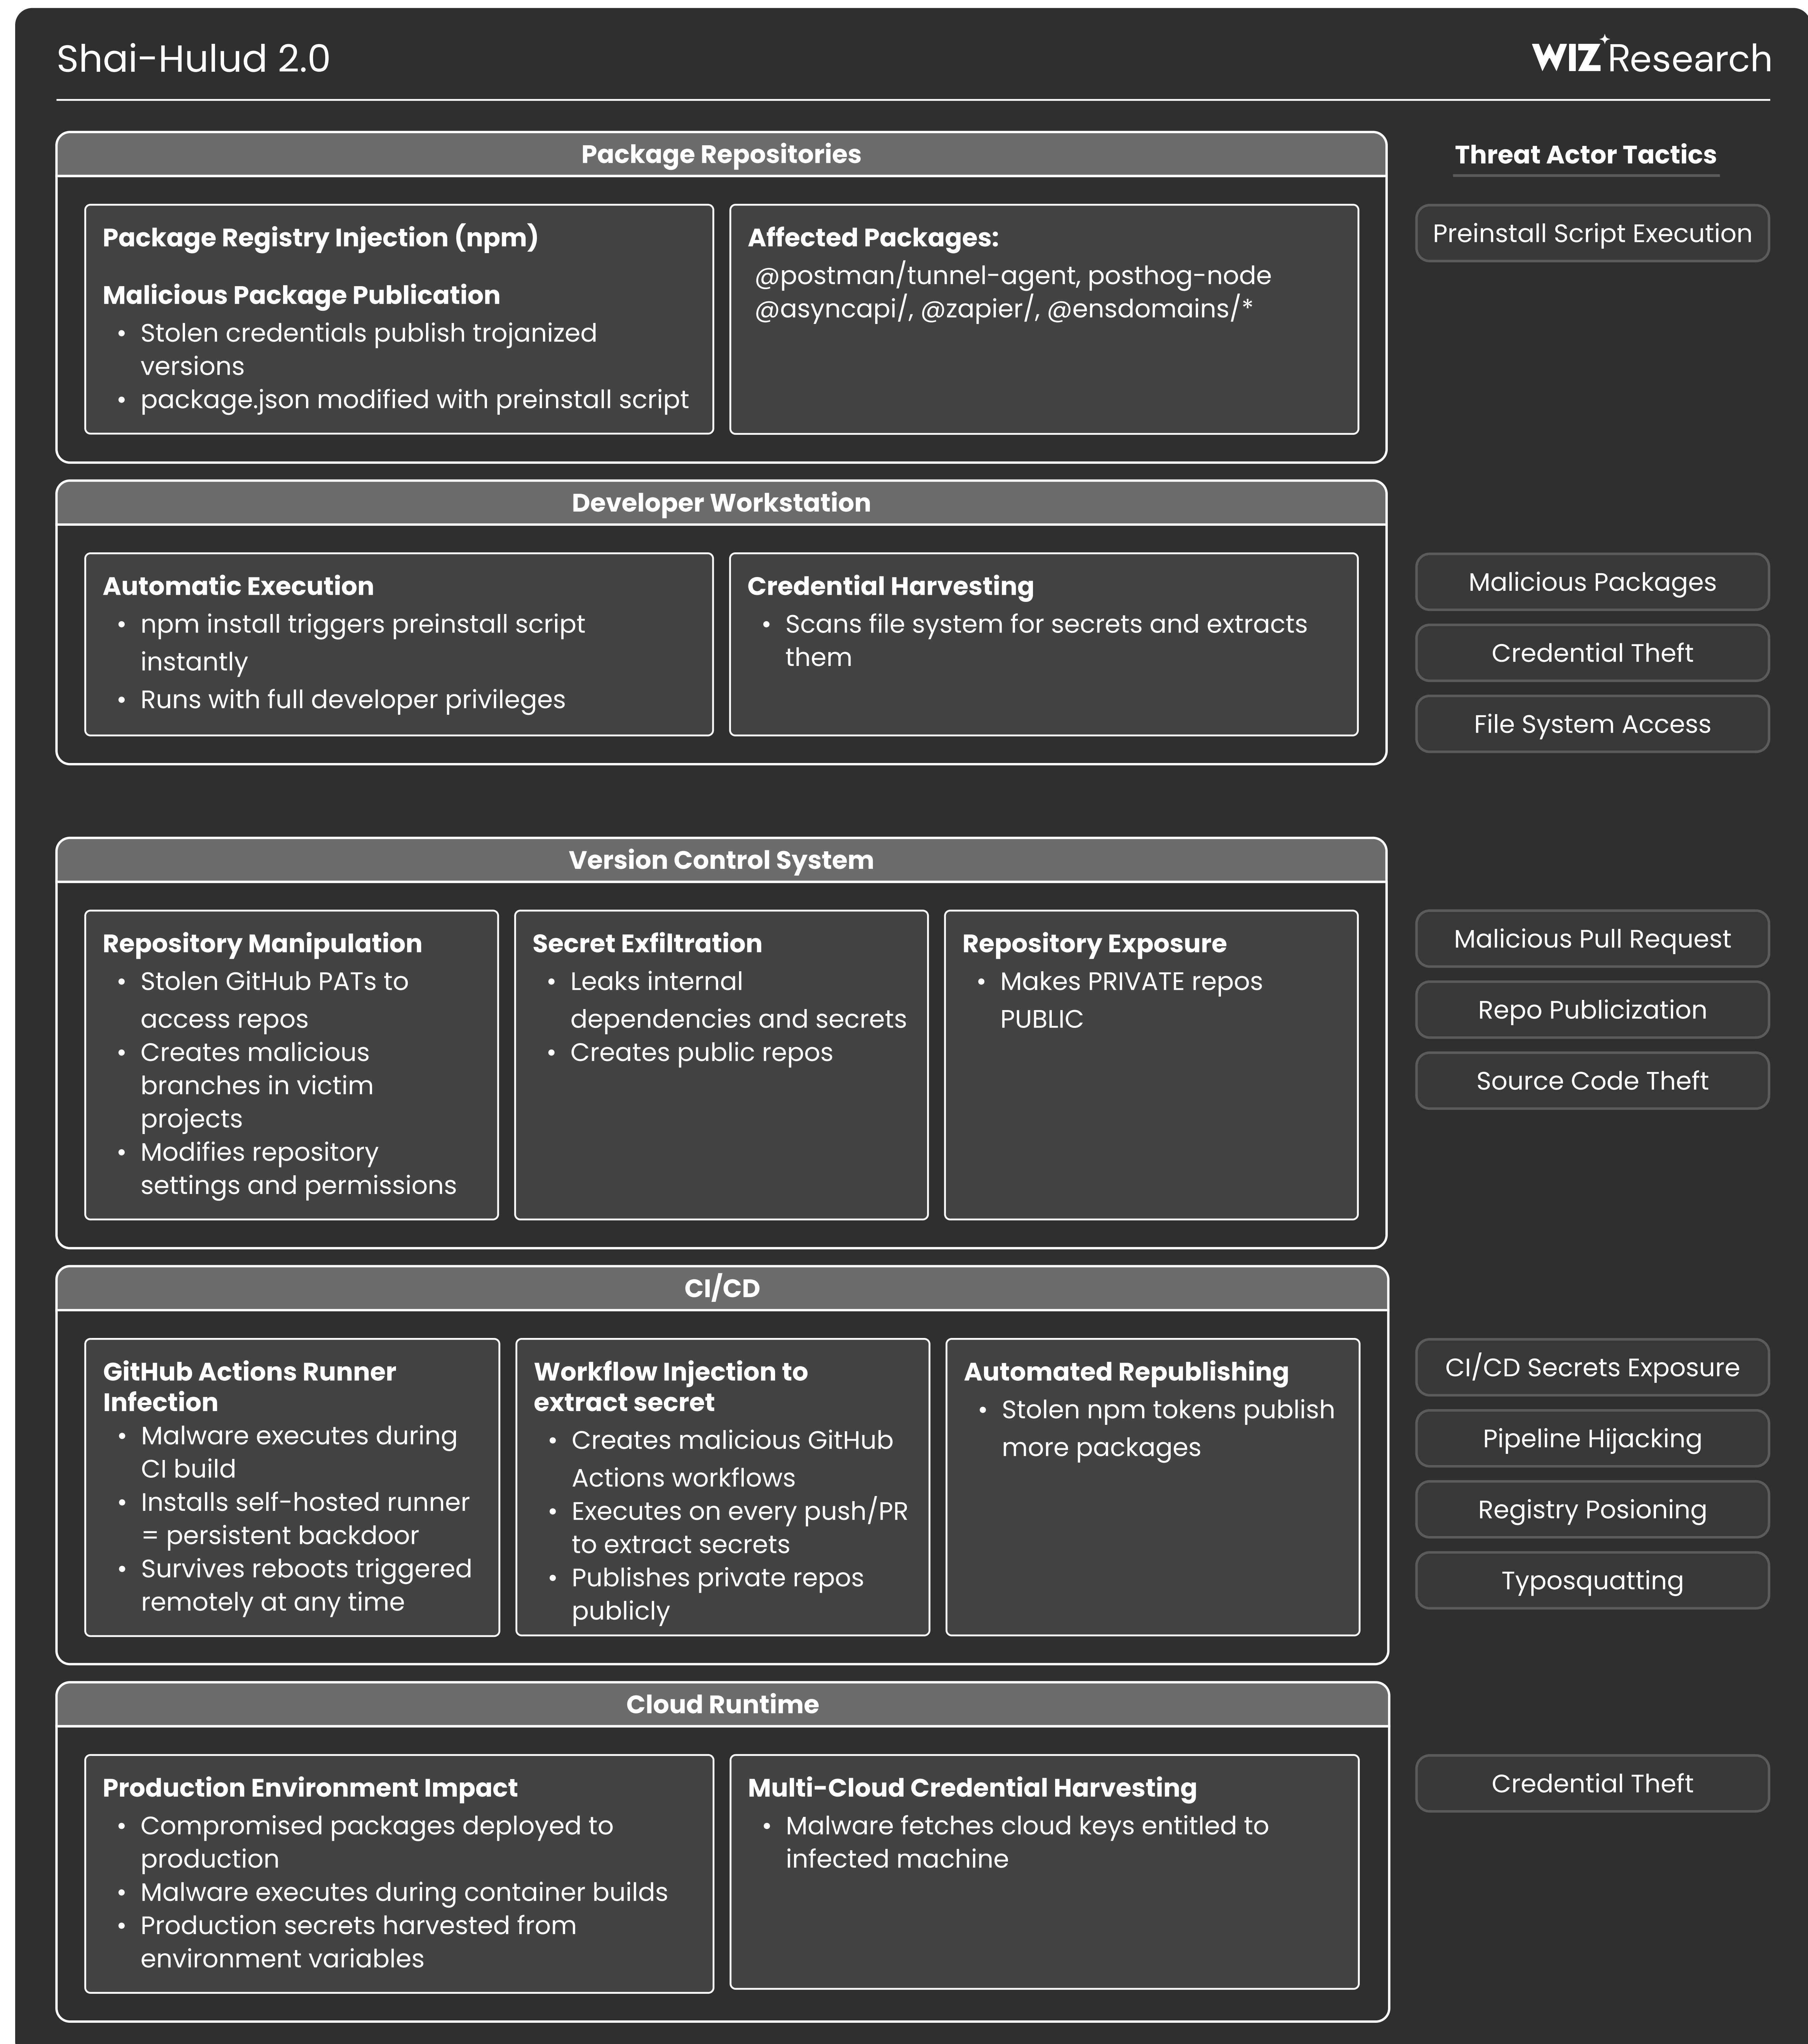 Shai-Hulud 2.0
WIZ Research
Package Repositories
Threat Actor Tactics
Package Registry Injection (npm)
Malicious Package Publication
• Stolen credentials publish trojanized
versions
• package.json modified with preinstall script
Affected Packages:
@postman/tunnel-agent, posthog-node
@asyncapi/, @zapier/, @ensdomains/*
Preinstall Script Execution
Developer Workstation
Automatic Execution
• npm install triggers preinstall script
instantly
• Runs with full developer privileges
Credential Harvesting
• Scans file system for secrets and extracts
them
Malicious Packages
Credential Theft
File System Access
Version Control System
Repository Manipulation
• Stolen GitHub PATs to
access repos
• Creates malicious
branches in victim
projects
• Modifies repository
settings and permissions
Secret Exfiltration
• Leaks internal
dependencies and secrets
• Creates public repos
Repository Exposure
• Makes PRIVATE repos
PUBLIC
Malicious Pull Request
Repo Publicization
Source Code Theft
CI/CD
GitHub Actions Runner
Infection
• Malware executes during
CI build
• Installs self-hosted runner
= persistent backdoor
• Survives reboots triggered
remotely at any time
Workflow Injection to
extract secret
• Creates malicious GitHub
Actions workflows
• Executes on every push/PR
to extract secrets
• Publishes private repos
publicly
Automated Republishing
• Stolen npm tokens publish
more packages
CI/CD Secrets Exposure
Pipeline Hijacking
Registry Posioning
Typosquatting
Cloud Runtime
Production Environment Impact
• Compromised packages deployed to
production
• Malware executes during container builds
• Production secrets harvested from
environment variables
Multi-Cloud Credential Harvesting
• Malware fetches cloud keys entitled to
infected machine
Credential Theft